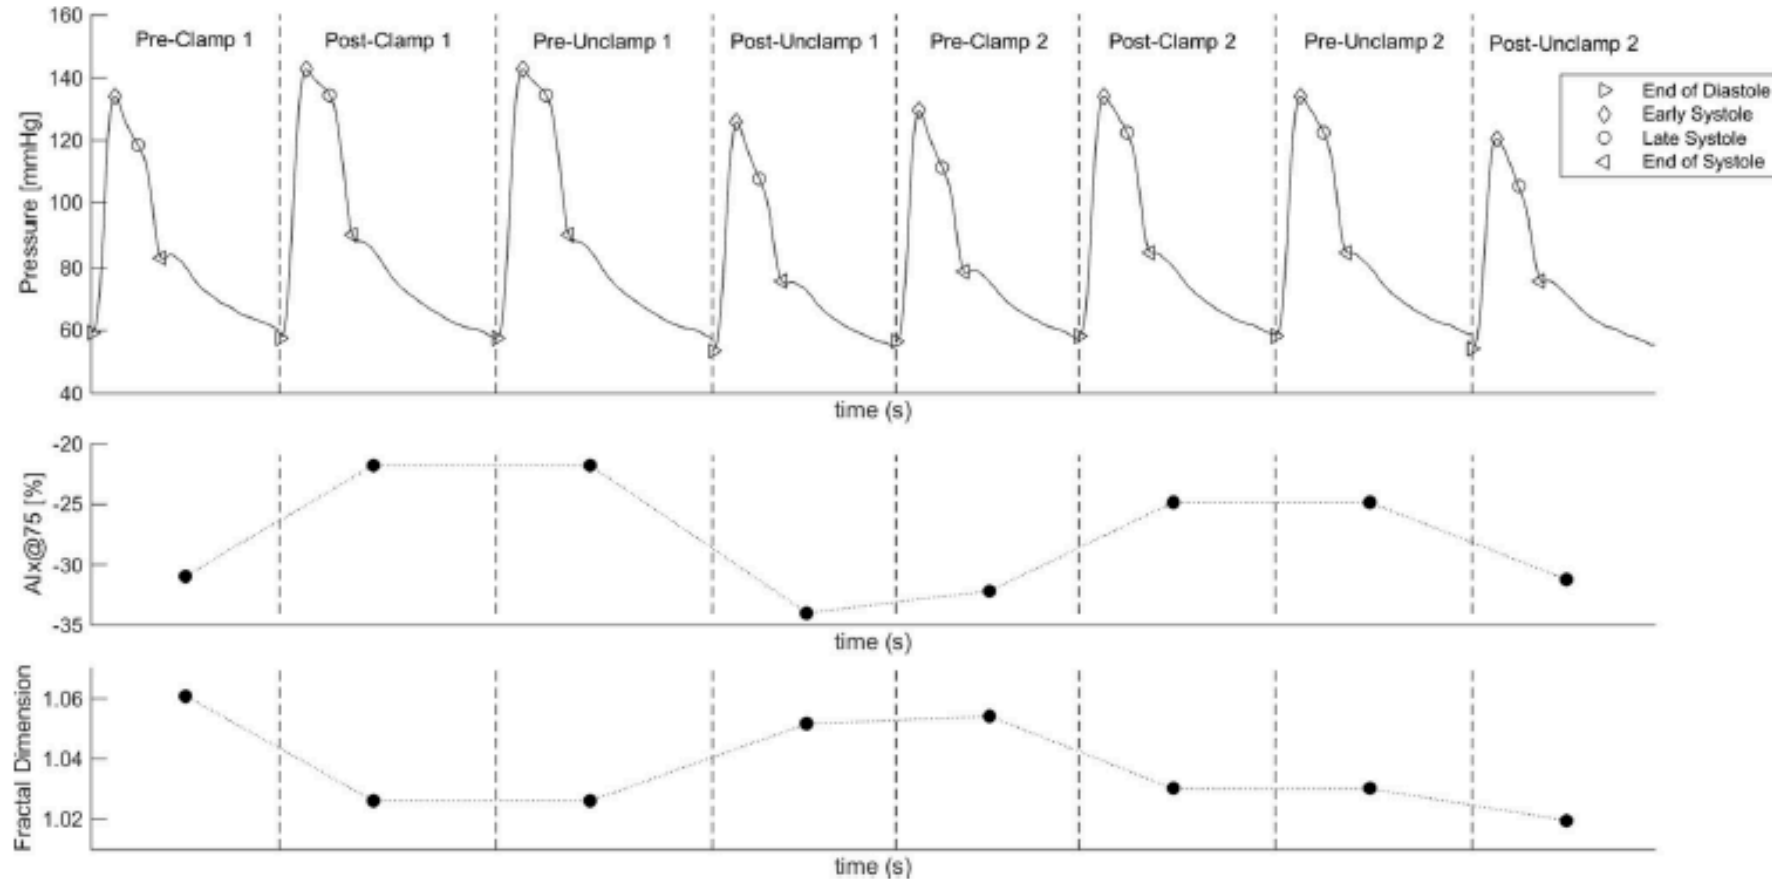 160
140
120
100
80
60
40
Pressure [mmHg]
Pre-Clamp 1
Post-Clamp 1
Pre-Unclamp 1
Post-Unclamp 1
Pre-Clamp 2
Post-Clamp 2
Pre-Unclamp 2
Post-Unclamp 2
End of Diastole
Early Systole
Late Systole
End of Systole
time (s)
-20
-25
-30
-35
AIx@75 [%]
time (s)
1.06
1.04
1.02
Fractal Dimension
time (s)